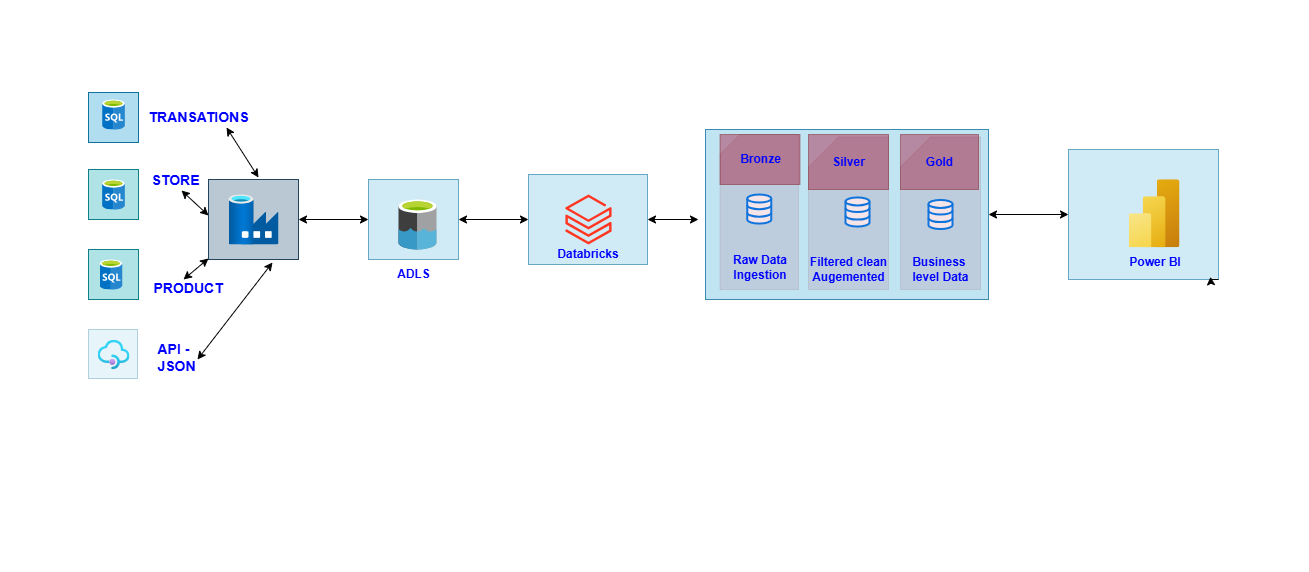 SQL
TRANSATIONS
SQL
STORE
SQL
PRODUCT
API -
JSON
ADLS
Databricks
Bronze
Silver
Gold
Raw Data
Ingestion
Filtered clean
Augemented
Business
level Data
Power BI